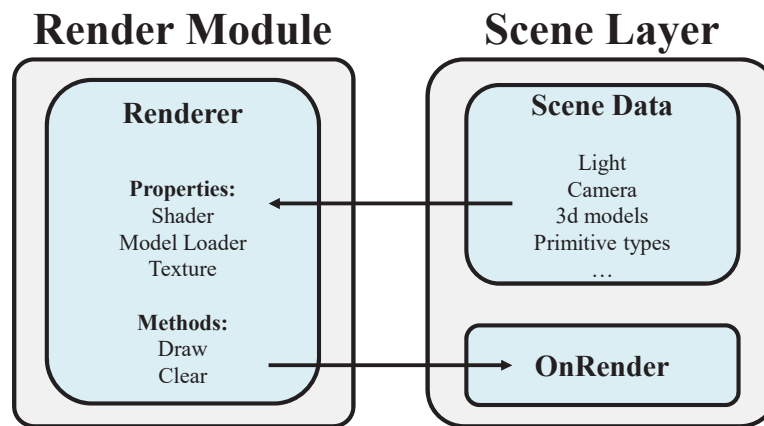 Render Module
Renderer
Properties:
Shader
Model Loader
Texture
Methods:
Draw
Clear
Scene Layer
Scene Data
Light
Camera
3d models
Primitive types
…
OnRender